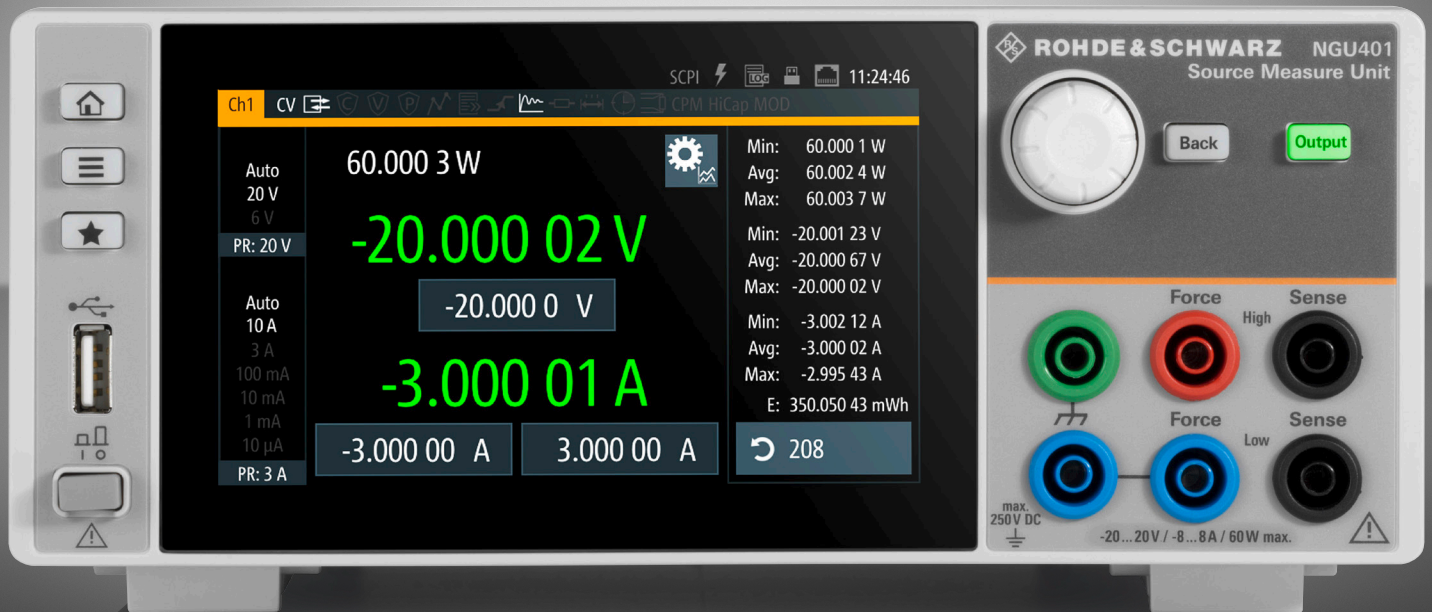 SCPI LOG 11:24:46
Ch1 CV C V P CPM HiCap MOD
Auto
20 V
6 V
PR: 20 V
Auto
10 A
3 A
100 mA
10 mA
1 mA
10 µA
PR: 3 A
60.000 3 W
-20.000 02 V
-20.000 0 V
-3.000 01 A
-3.000 00 A
3.000 00 A
Min: 60.000 1 W
Avg: 60.002 4 W
Max: 60.003 7 W
Min: -20.001 23 V
Avg: -20.000 67 V
Max: -20.000 02 V
Min: -3.002 12 A
Avg: -3.000 02 A
Max: -2.995 43 A
E: 350.050 43 mWh
208
R S ROHDE&SCHWARZ NGU401
Source Measure Unit
Back
Output
Force Sense
High
Force Sense
Low
max.
250 V DC
-20...20 V / -8...8 A / 60 W max.